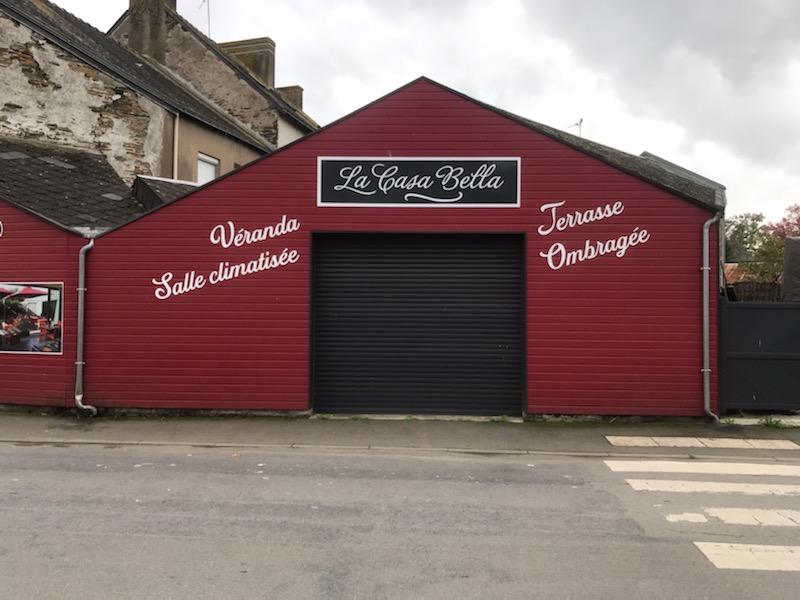 La Casa Bella
Véranda
Salle climatisée
Terrasse
Ombragée